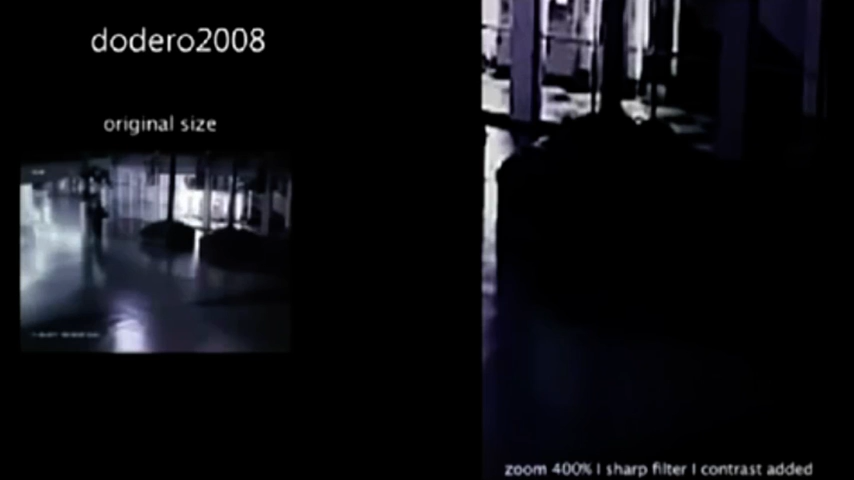 dodero2008
original size
zoom 400% I sharp filter I contrast added